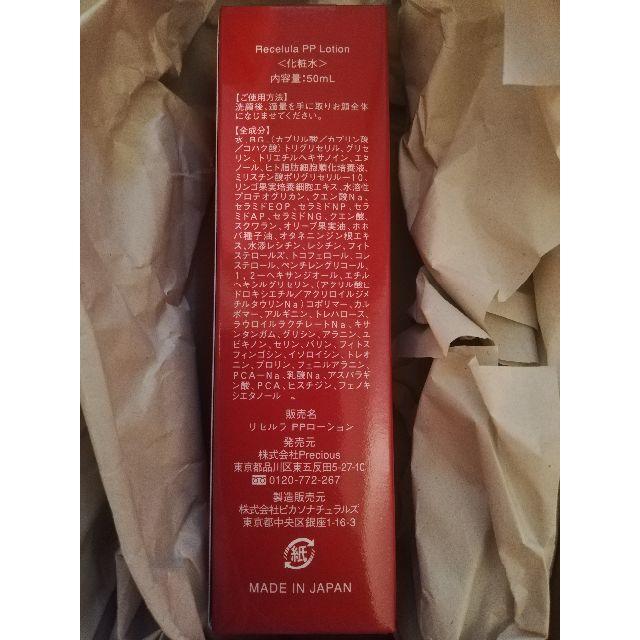 Recelula PP Lotion
〈化粧水〉
内容量:50mL
【ご使用方法】
洗顔後、適量を手に取りお顔全体
になじませてください。
【全成分】
水、BG、(カプリル酸/カプリン酸
/コハク酸)トリグリセリル、グリセ
リン、トリエチルヘキサノイン、エタ
ノール、ヒト脂肪細胞順化培養液、
ミリスチン酸ポリグリセリル-10、
リンゴ果実培養細胞エキス、水溶性
プロテオグリカン、クエン酸Na、
セラミドEOP、セラミドNP、セラ
ミドAP、セラミドNG、クエン酸、
スクワラン、オリーブ果実油、ホホ
バ種子油、オタネニンジン根エキ
ス、水添レシチン、レシチン、フィト
ステロールズ、トコフェロール、コレ
ステロール、ペンチレングリコール、
1,2-ヘキサンジオール、エチル
ヘキシルグリセリン、(アクリル酸ヒ
ドロキシエチル/アクリロイルジメ
チルタウリンNa)コポリマー、カル
ボマー、アルギニン、トレハロース、
ラウロイルラクチレートNa、キサ
ンタンガム、グリシン、アラニン、ユ
ビキノン、セリン、バリン、フィトス
フィンゴシン、イソロイシン、トレオ
ニン、プロリン、フェニルアラニン、
PCA-Na、乳酸Na、アスパラギ
ン酸、PCA、ヒスチジン、フェノキ
シエタノール
販売名
リセルラ PPローション
発売元
株式会社Precious
東京都品川区東五反田5-27-10
0120-772-267
製造販売元
株式会社ピカソナチュラルズ
東京都中央区銀座1-16-3
紙
MADE IN JAPAN